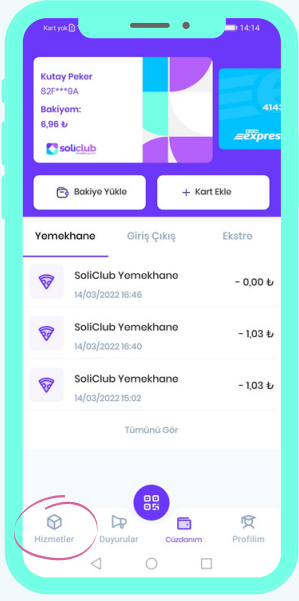 Kart yok
14:14
Kutay Peker
82F***9A
Bakiyem:
6,96 ₺
soliclub
4143
express
Bakiye Yükle
+ Kart Ekle
Yemekhane
Giriş Çıkış
Ekstre
SoliClub Yemekhane
- 0,00 ₺
14/03/2022 16:46
SoliClub Yemekhane
- 1,03 ₺
14/03/2022 16:40
SoliClub Yemekhane
- 1,03 ₺
14/03/2022 15:02
Tümünü Gör
Hizmetler
Duyurular
Cüzdanım
Profilim